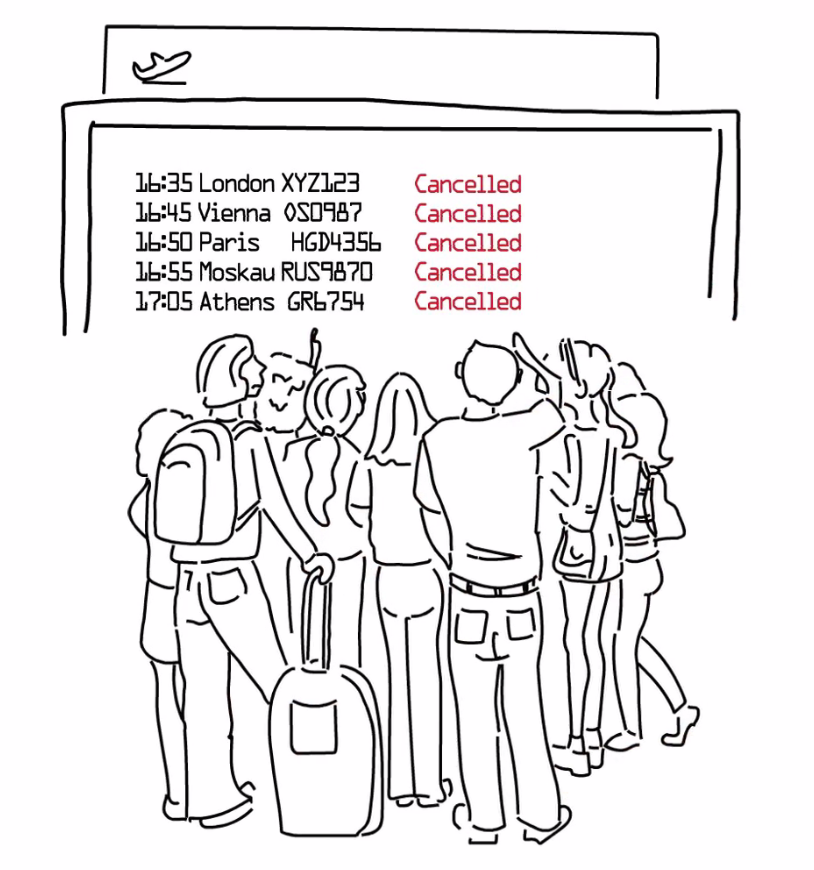 16:35 London XYZ123 Cancelled
16:45 Vienna OSO987 Cancelled
16:50 Paris HGD4356 Cancelled
16:55 Moskau RUS9870 Cancelled
17:05 Athens GR6754 Cancelled